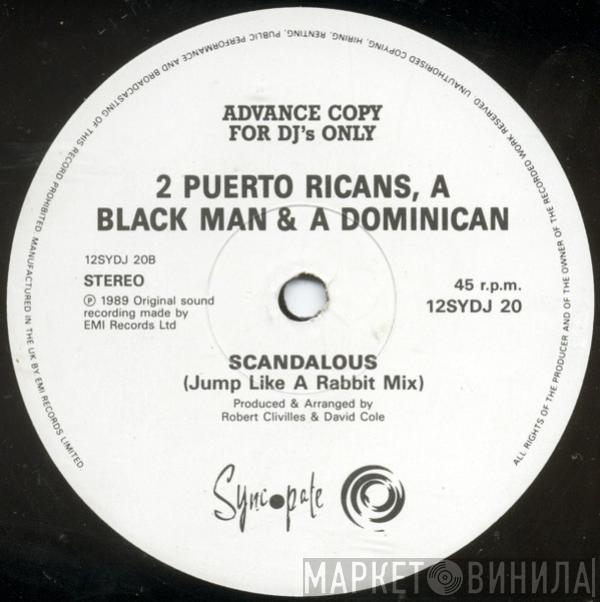 ALL RIGHTS OF THE PRODUCER AND OF THE OWNER OF THE RECORDED WORK RESERVED. UNAUTHORISED COPYING, HIRING, RENTING, PUBLIC PERFORMANCE AND BROADCASTING OF THIS RECORD PROHIBITED. MANUFACTURED IN THE UK BY EMI RECORDS LIMITED.
ADVANCE COPY
FOR DJ's ONLY
2 PUERTO RICANS, A
BLACK MAN & A DOMINICAN
12SYDJ 20B
STEREO
℗ 1989 Original sound
recording made by
EMI Records Ltd
45 r.p.m.
12SYDJ 20
SCANDALOUS
(Jump Like A Rabbit Mix)
Produced & Arranged by
Robert Clivilles & David Cole
Syncopate
МАРКЕТ ВИНИЛА